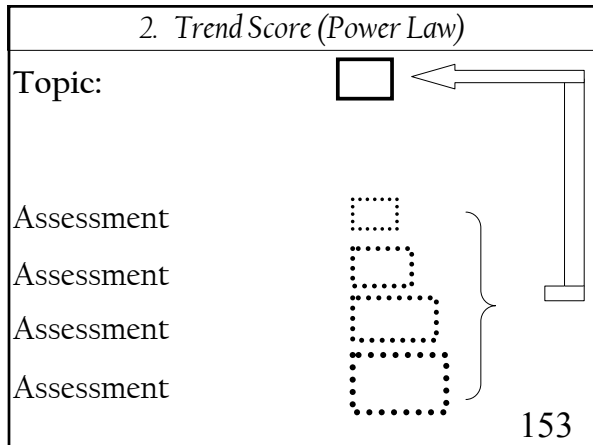 2. Trend Score (Power Law)
Topic:
Assessment
Assessment
Assessment
Assessment
153